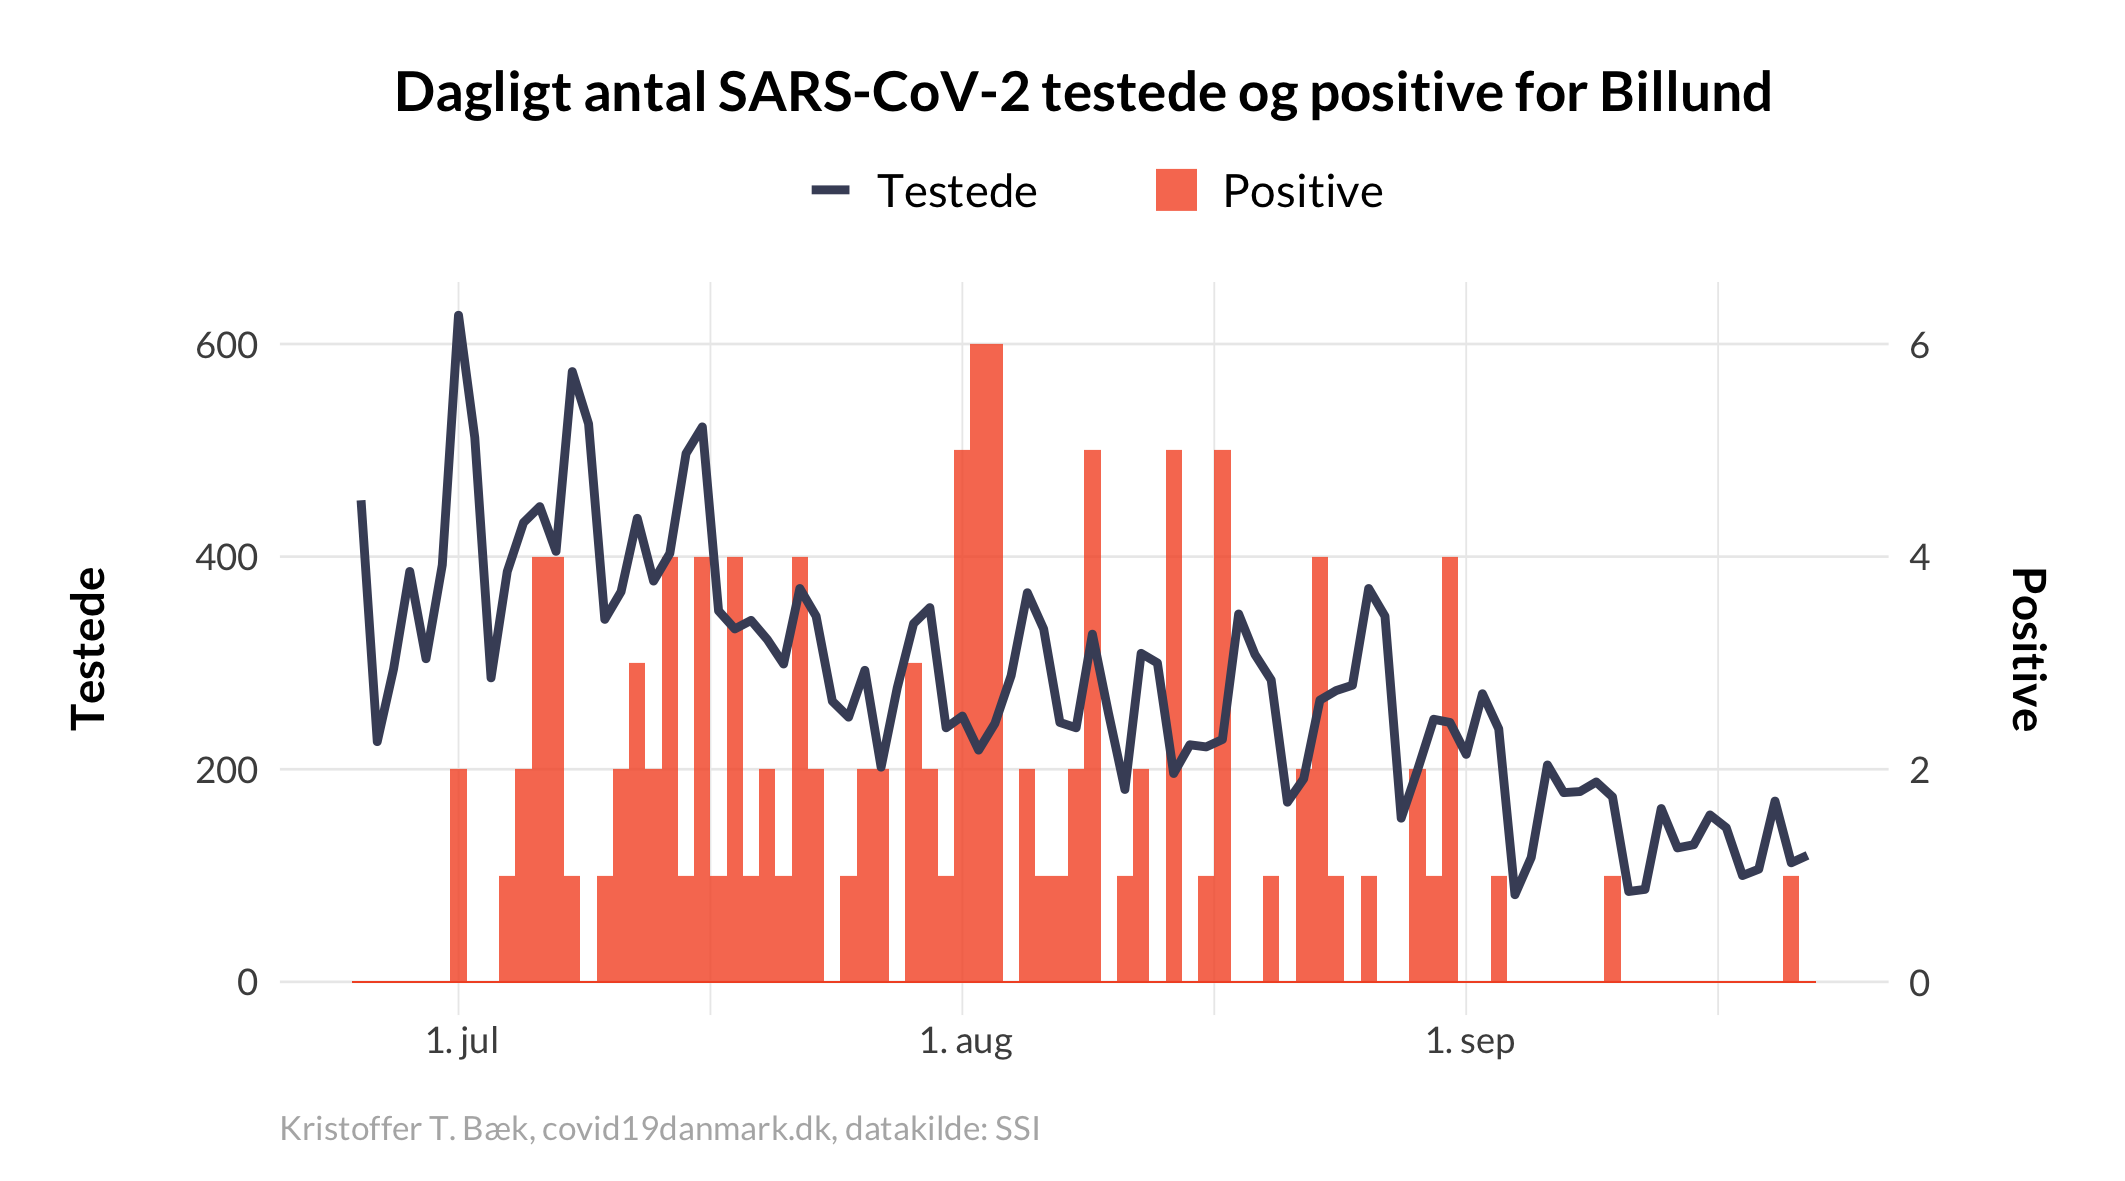 Dagligt antal SARS-CoV-2 testede og positive for Billund
Testede Positive
Testede
Positive
600 6
400 4
200 2
0 0
1. jul 1. aug 1. sep
Kristoffer T. Bæk, covid19danmark.dk, datakilde: SSI